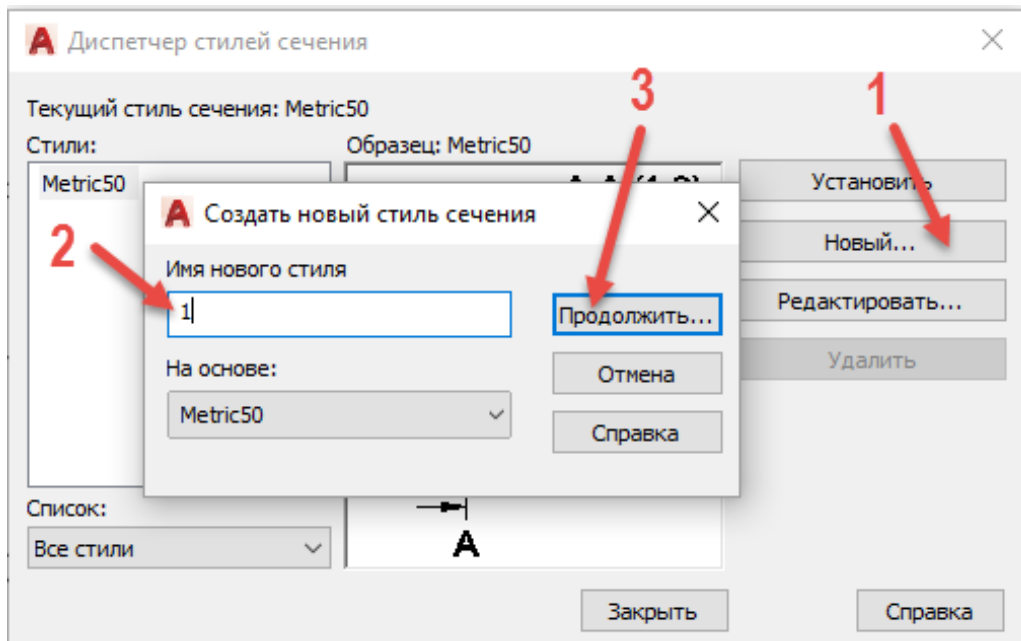 Диспетчер стилей сечения
3
1
Текущий стиль сечения: Metric50
Стили:
Образец: Metric50
Metric50
Установить
Создать новый стиль сечения
2
Новый...
Имя нового стиля
1
Продолжить...
Редактировать...
На основе:
Отмена
Удалить
Metric50
Справка
Список:
Все стили
A
Закрыть
Справка